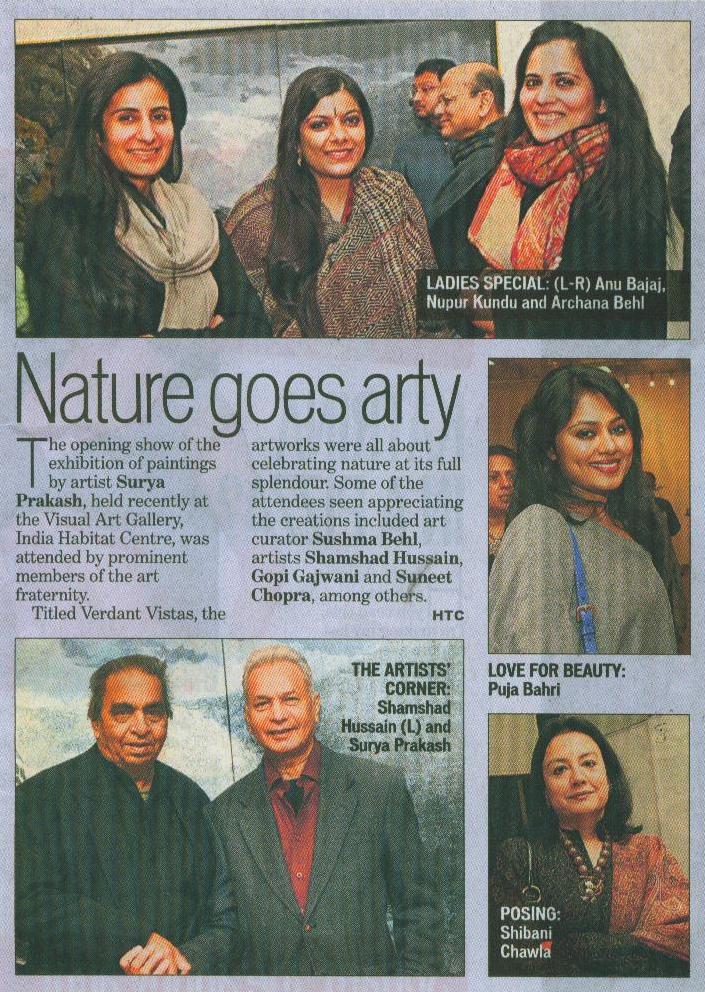 LADIES SPECIAL: (L-R) Anu Bajaj,
Nupur Kundu and Archana Behl
Nature goes arty
The opening show of the
exhibition of paintings
by artist Surya
Prakash, held recently at
the Visual Art Gallery,
India Habitat Centre, was
attended by prominent
members of the art
fraternity.
Titled Verdant Vistas, the
artworks were all about
celebrating nature at its full
splendour. Some of the
attendees seen appreciating
the creations included art
curator Sushma Behl,
artists Shamshad Hussain,
Gopi Gajwani and Suneet
Chopra, among others.
HTC
LOVE FOR BEAUTY:
Puja Bahri
THE ARTISTS'
CORNER:
Shamshad
Hussain (L) and
Surya Prakash
POSING:
Shibani
Chawla